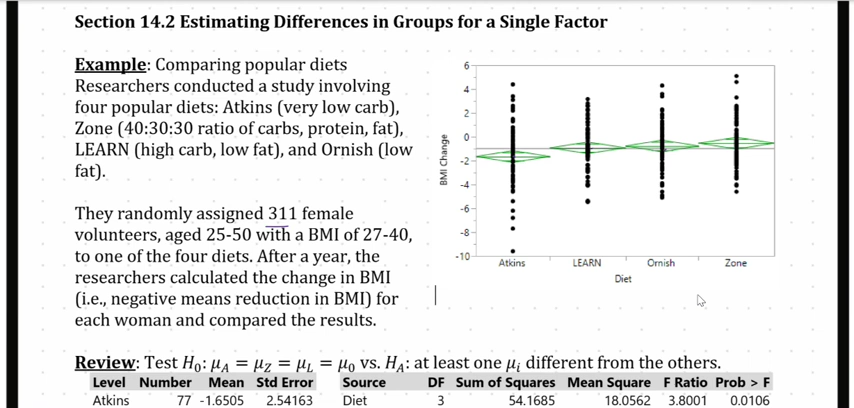 Section 14.2 Estimating Differences in Groups for a Single Factor
Example: Comparing popular diets
Researchers conducted a study involving
four popular diets: Atkins (very low carb),
Zone (40:30:30 ratio of carbs, protein, fat),
LEARN (high carb, low fat), and Ornish (low
fat).
They randomly assigned 311 female
volunteers, aged 25-50 with a BMI of 27-40,
to one of the four diets. After a year, the
researchers calculated the change in BMI
(i.e., negative means reduction in BMI) for
each woman and compared the results.
6
4
2
0
-2
-4
-6
-8
-10
BMI Change
Atkins LEARN Ornish Zone
Diet
Review: Test H₀: μ_A = μ_Z = μ_L = μ_O vs. H_A: at least one μ_i different from the others.
Level Number Mean Std Error Source DF Sum of Squares Mean Square F Ratio Prob > F
Atkins 77 -1.6505 2.54163 Diet 3 54.1685 18.0562 3.8001 0.0106